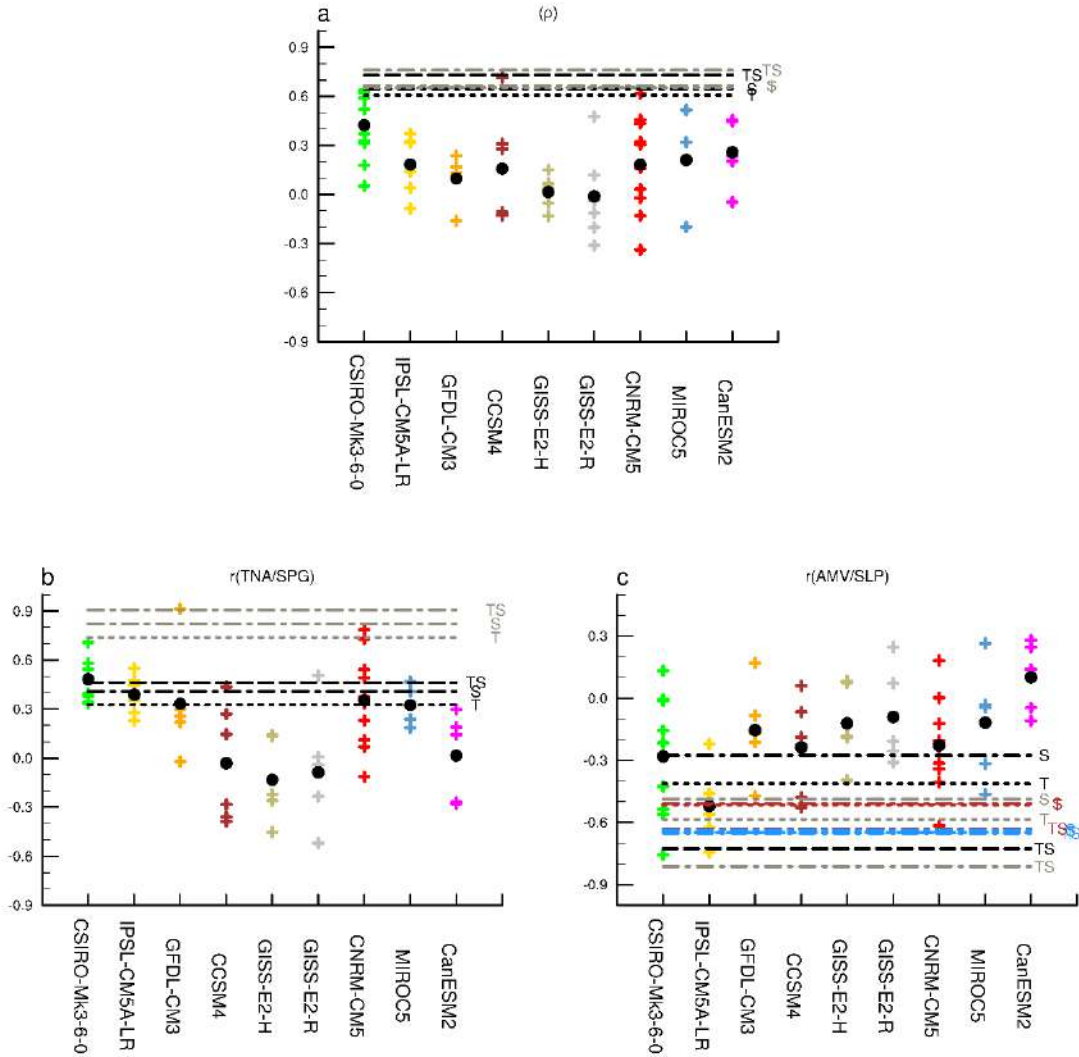 a
(ρ)
0.9
0.6
0.3
0.0
-0.3
-0.6
-0.9
TS
TS
S
T
CSIRO-Mk3-6-0
IPSL-CM5A-LR
GFDL-CM3
CCSM4
GISS-E2-H
GISS-E2-R
CNRM-CM5
MIROC5
CanESM2
b
r(TNA/SPG)
0.9
0.6
0.3
0.0
-0.3
-0.6
-0.9
TS
S
T
TS
S
T
CSIRO-Mk3-6-0
IPSL-CM5A-LR
GFDL-CM3
CCSM4
GISS-E2-H
GISS-E2-R
CNRM-CM5
MIROC5
CanESM2
c
r(AMV/SLP)
0.3
0.0
-0.3
-0.6
-0.9
S
T
S
T
TS
TS
TS
CSIRO-Mk3-6-0
IPSL-CM5A-LR
GFDL-CM3
CCSM4
GISS-E2-H
GISS-E2-R
CNRM-CM5
MIROC5
CanESM2